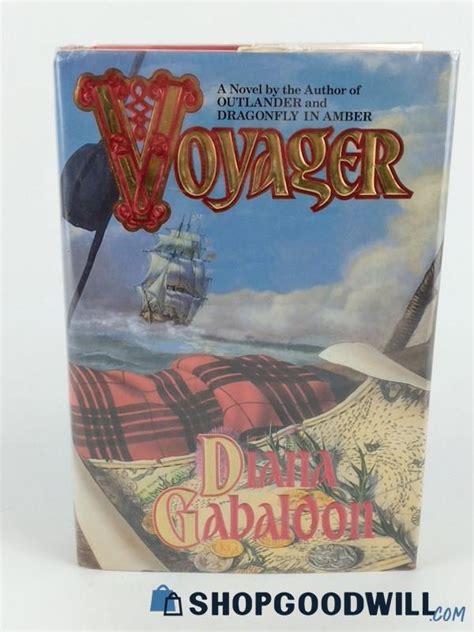 A Novel by the Author of
OUTLANDER and
DRAGONFLY IN AMBER
VOYAGER
Diana
Gabaldon
SHOPGOODWILL.COM